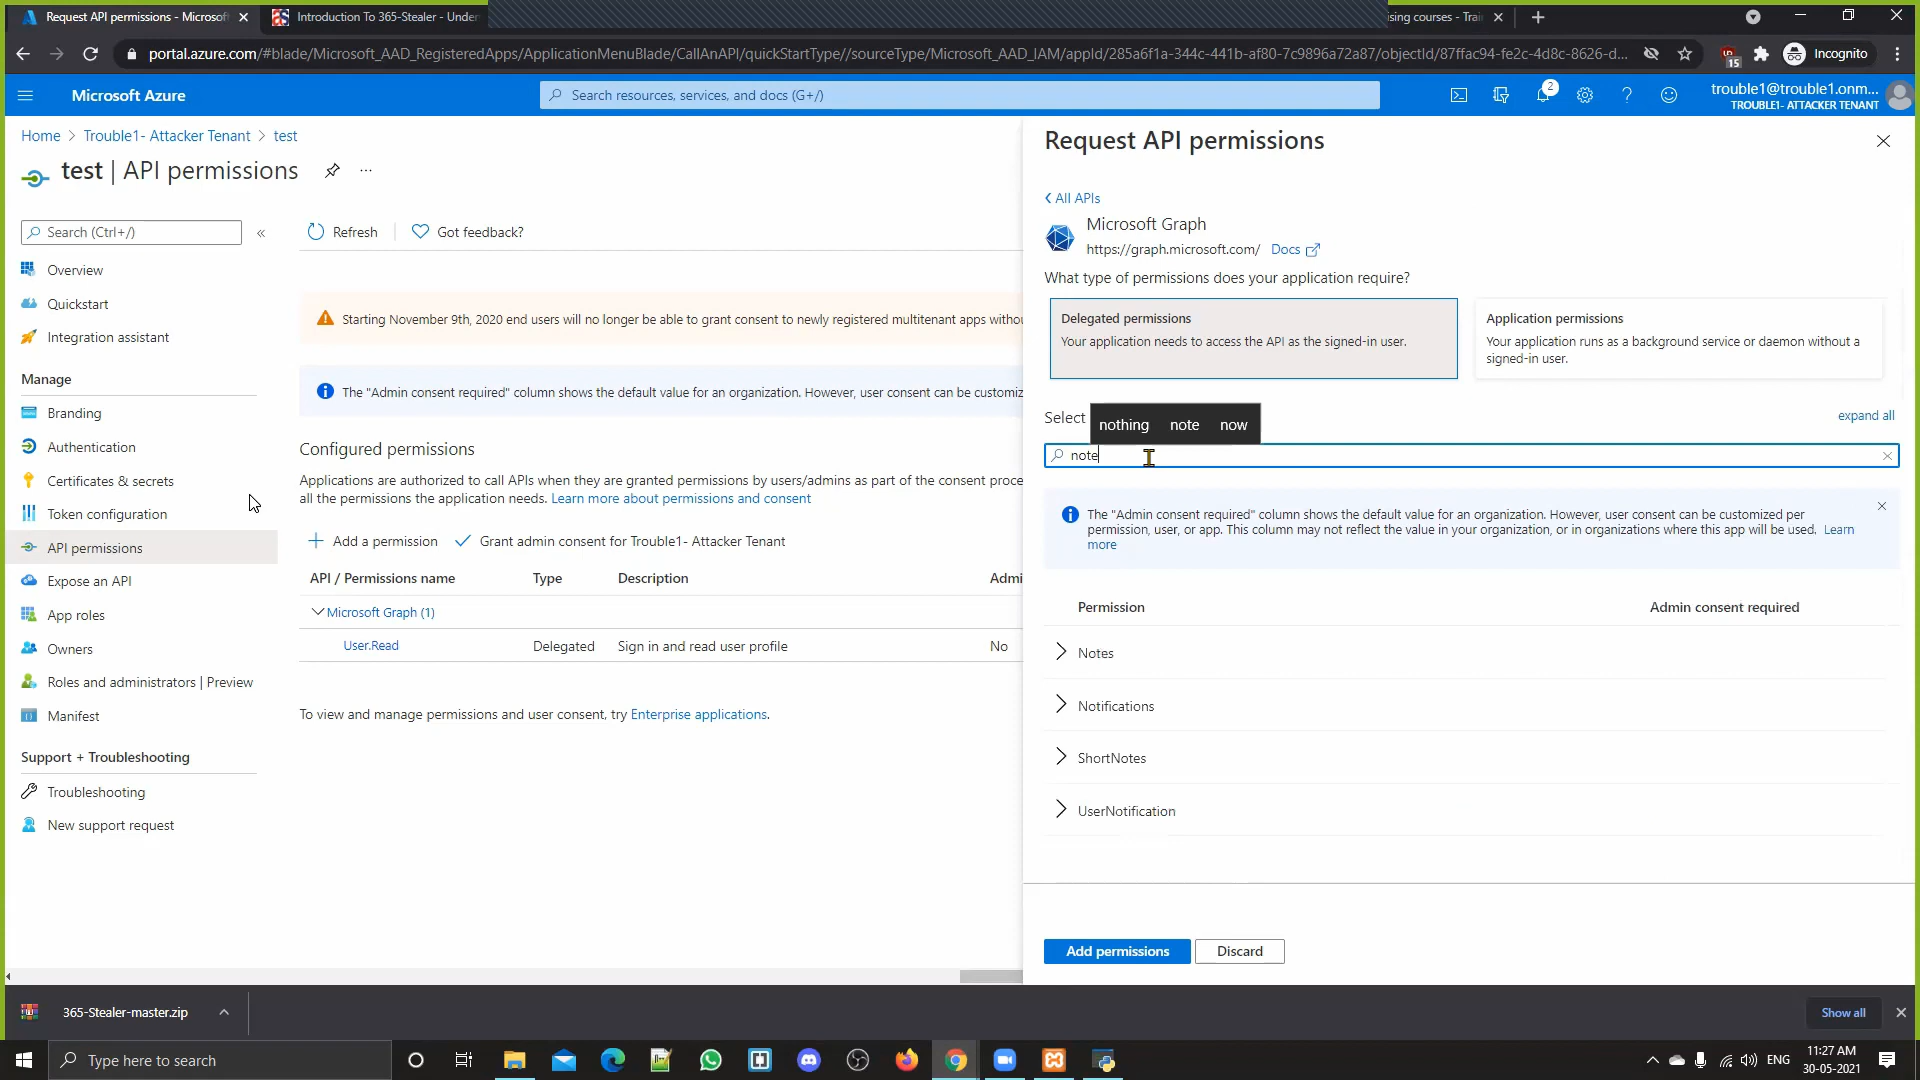 Request API permissions - Microsof
Introduction To 365-Stealer - Unde
ising courses - Trai
portal.azure.com/#blade/Microsoft_AAD_RegisteredApps/ApplicationMenuBlade/CallAnAPI/quickStartType//sourceType/Microsoft_AAD_IAM/appId/285a6f1a-344c-441b-af80-7c9896a72a87/objectId/87ffac94-fe2c-4d8c-8626-d...
15
Incognito
Microsoft Azure
Search resources, services, and docs (G+/)
2
trouble1@trouble1.onm...
TROUBLE1- ATTACKER TENANT
Home > Trouble1- Attacker Tenant > test
test | API permissions
...
Search (Ctrl+/)
«
Overview
Quickstart
Integration assistant
Manage
Branding
Authentication
Certificates & secrets
Token configuration
API permissions
Expose an API
App roles
Owners
Roles and administrators | Preview
Manifest
Support + Troubleshooting
Troubleshooting
New support request
Refresh
Got feedback?
Starting November 9th, 2020 end users will no longer be able to grant consent to newly registered multitenant apps withou
The "Admin consent required" column shows the default value for an organization. However, user consent can be customiz
Configured permissions
Applications are authorized to call APIs when they are granted permissions by users/admins as part of the consent proce
all the permissions the application needs. Learn more about permissions and consent
+ Add a permission
Grant admin consent for Trouble1- Attacker Tenant
API / Permissions name
Type
Description
Admi
Microsoft Graph (1)
User.Read
Delegated
Sign in and read user profile
No
To view and manage permissions and user consent, try Enterprise applications.
Request API permissions
All APIs
Microsoft Graph
https://graph.microsoft.com/ Docs
What type of permissions does your application require?
Delegated permissions
Your application needs to access the API as the signed-in user.
Application permissions
Your application runs as a background service or daemon without a
signed-in user.
Select
nothing note now
expand all
note
The "Admin consent required" column shows the default value for an organization. However, user consent can be customized per
permission, user, or app. This column may not reflect the value in your organization, or in organizations where this app will be used. Learn
more
Permission
Admin consent required
Notes
Notifications
ShortNotes
UserNotification
Add permissions
Discard
365-Stealer-master.zip
Show all
Type here to search
ENG
11:27 AM
30-05-2021